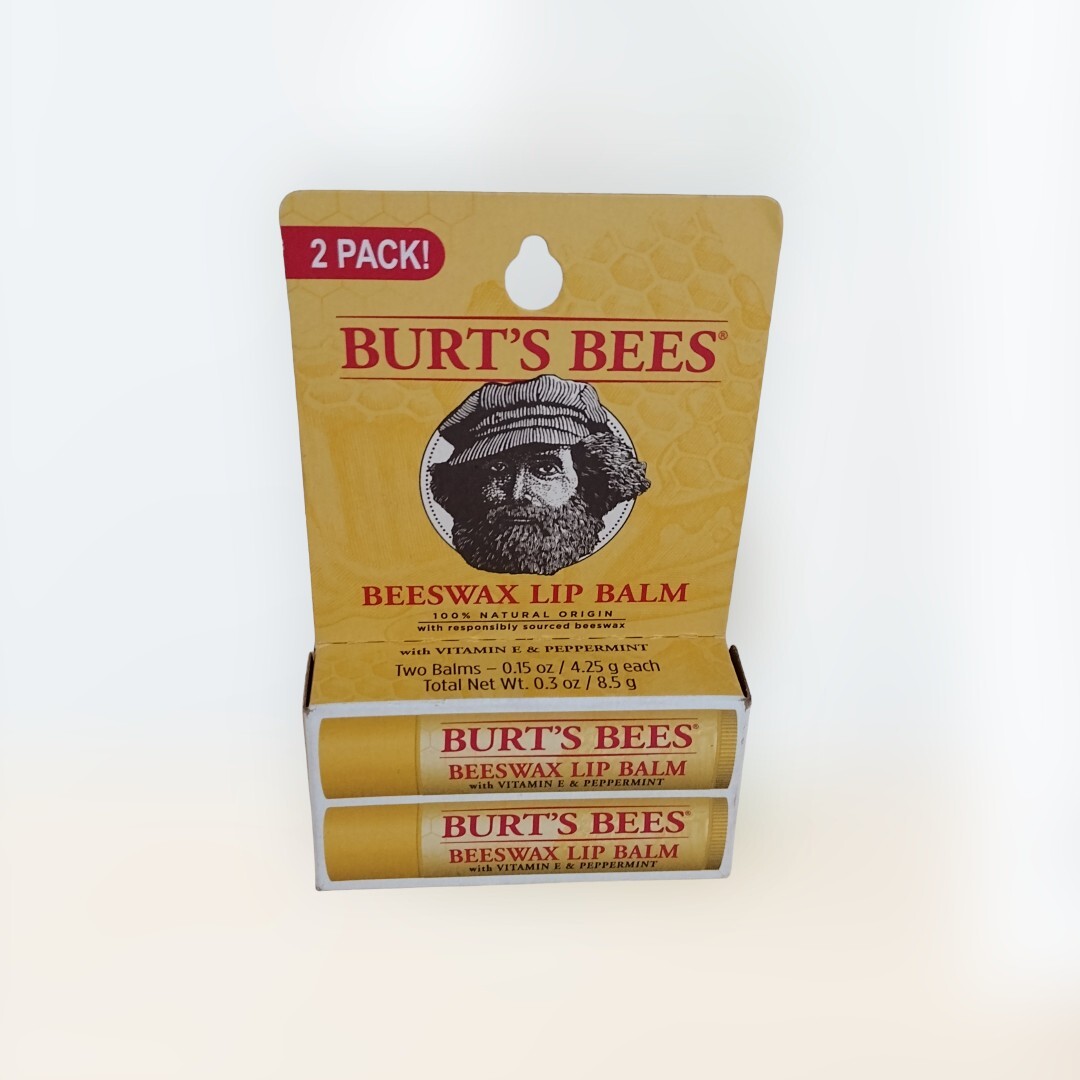 2 PACK!
BURT'S BEES®
BEESWAX LIP BALM
100% NATURAL ORIGIN
with responsibly sourced beeswax
with VITAMIN E & PEPPERMINT
Two Balms – 0.15 oz / 4.25 g each
Total Net Wt. 0.3 oz / 8.5 g
BURT'S BEES®
BEESWAX LIP BALM
with VITAMIN E & PEPPERMINT
BURT'S BEES®
BEESWAX LIP BALM
with VITAMIN E & PEPPERMINT